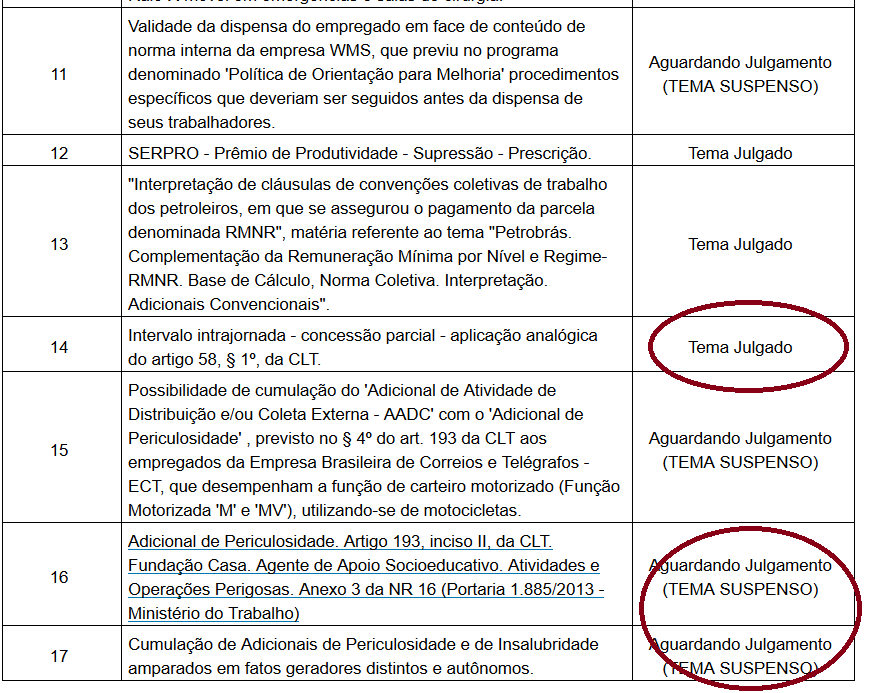 11
Validade da dispensa do empregado em face de conteúdo de
norma interna da empresa WMS, que previu no programa
denominado 'Política de Orientação para Melhoria' procedimentos
específicos que deveriam ser seguidos antes da dispensa de
seus trabalhadores.
Aguardando Julgamento
(TEMA SUSPENSO)
12
SERPRO - Prêmio de Produtividade - Supressão - Prescrição.
Tema Julgado
13
"Interpretação de cláusulas de convenções coletivas de trabalho
dos petroleiros, em que se assegurou o pagamento da parcela
denominada RMNR", matéria referente ao tema "Petrobrás.
Complementação da Remuneração Mínima por Nível e Regime-
RMNR. Base de Cálculo, Norma Coletiva. Interpretação.
Adicionais Convencionais".
Tema Julgado
14
Intervalo intrajornada - concessão parcial - aplicação analógica
do artigo 58, § 1º, da CLT.
Tema Julgado
15
Possibilidade de cumulação do 'Adicional de Atividade de
Distribuição e/ou Coleta Externa - AADC' com o 'Adicional de
Periculosidade' , previsto no § 4º do art. 193 da CLT aos
empregados da Empresa Brasileira de Correios e Telégrafos -
ECT, que desempenham a função de carteiro motorizado (Função
Motorizada 'M' e 'MV'), utilizando-se de motocicletas.
Aguardando Julgamento
(TEMA SUSPENSO)
16
Adicional de Periculosidade. Artigo 193, inciso II, da CLT.
Fundação Casa. Agente de Apoio Socioeducativo. Atividades e
Operações Perigosas. Anexo 3 da NR 16 (Portaria 1.885/2013 -
Ministério do Trabalho)
Aguardando Julgamento
(TEMA SUSPENSO)
17
Cumulação de Adicionais de Periculosidade e de Insalubridade
amparados em fatos geradores distintos e autônomos.
Aguardando Julgamento
(TEMA SUSPENSO)